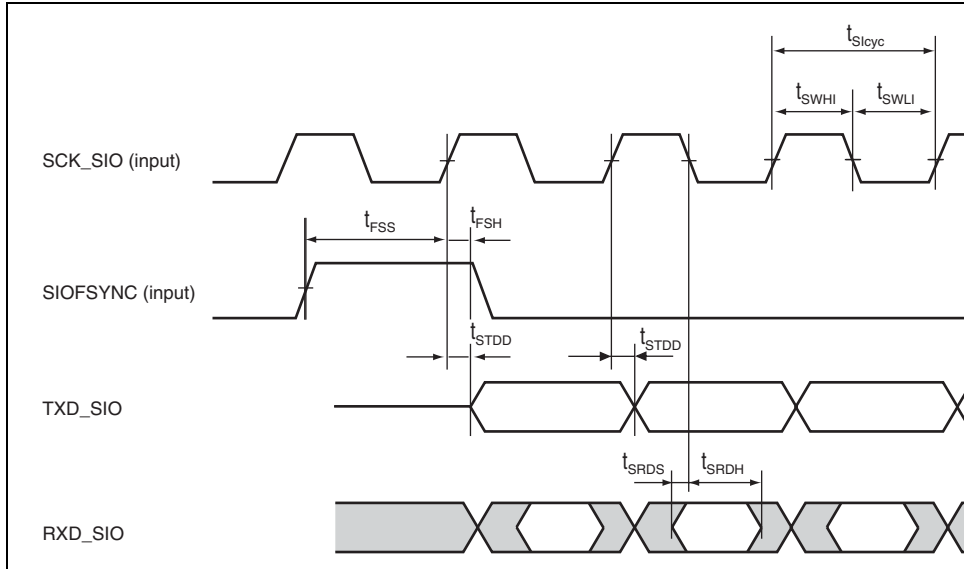 tSIcyc
tSWHI tSWLI
SCK_SIO (input)
tFSS tFSH
SIOFSYNC (input)
tSTDD tSTDD
TXD_SIO
tSRDS tSRDH
RXD_SIO